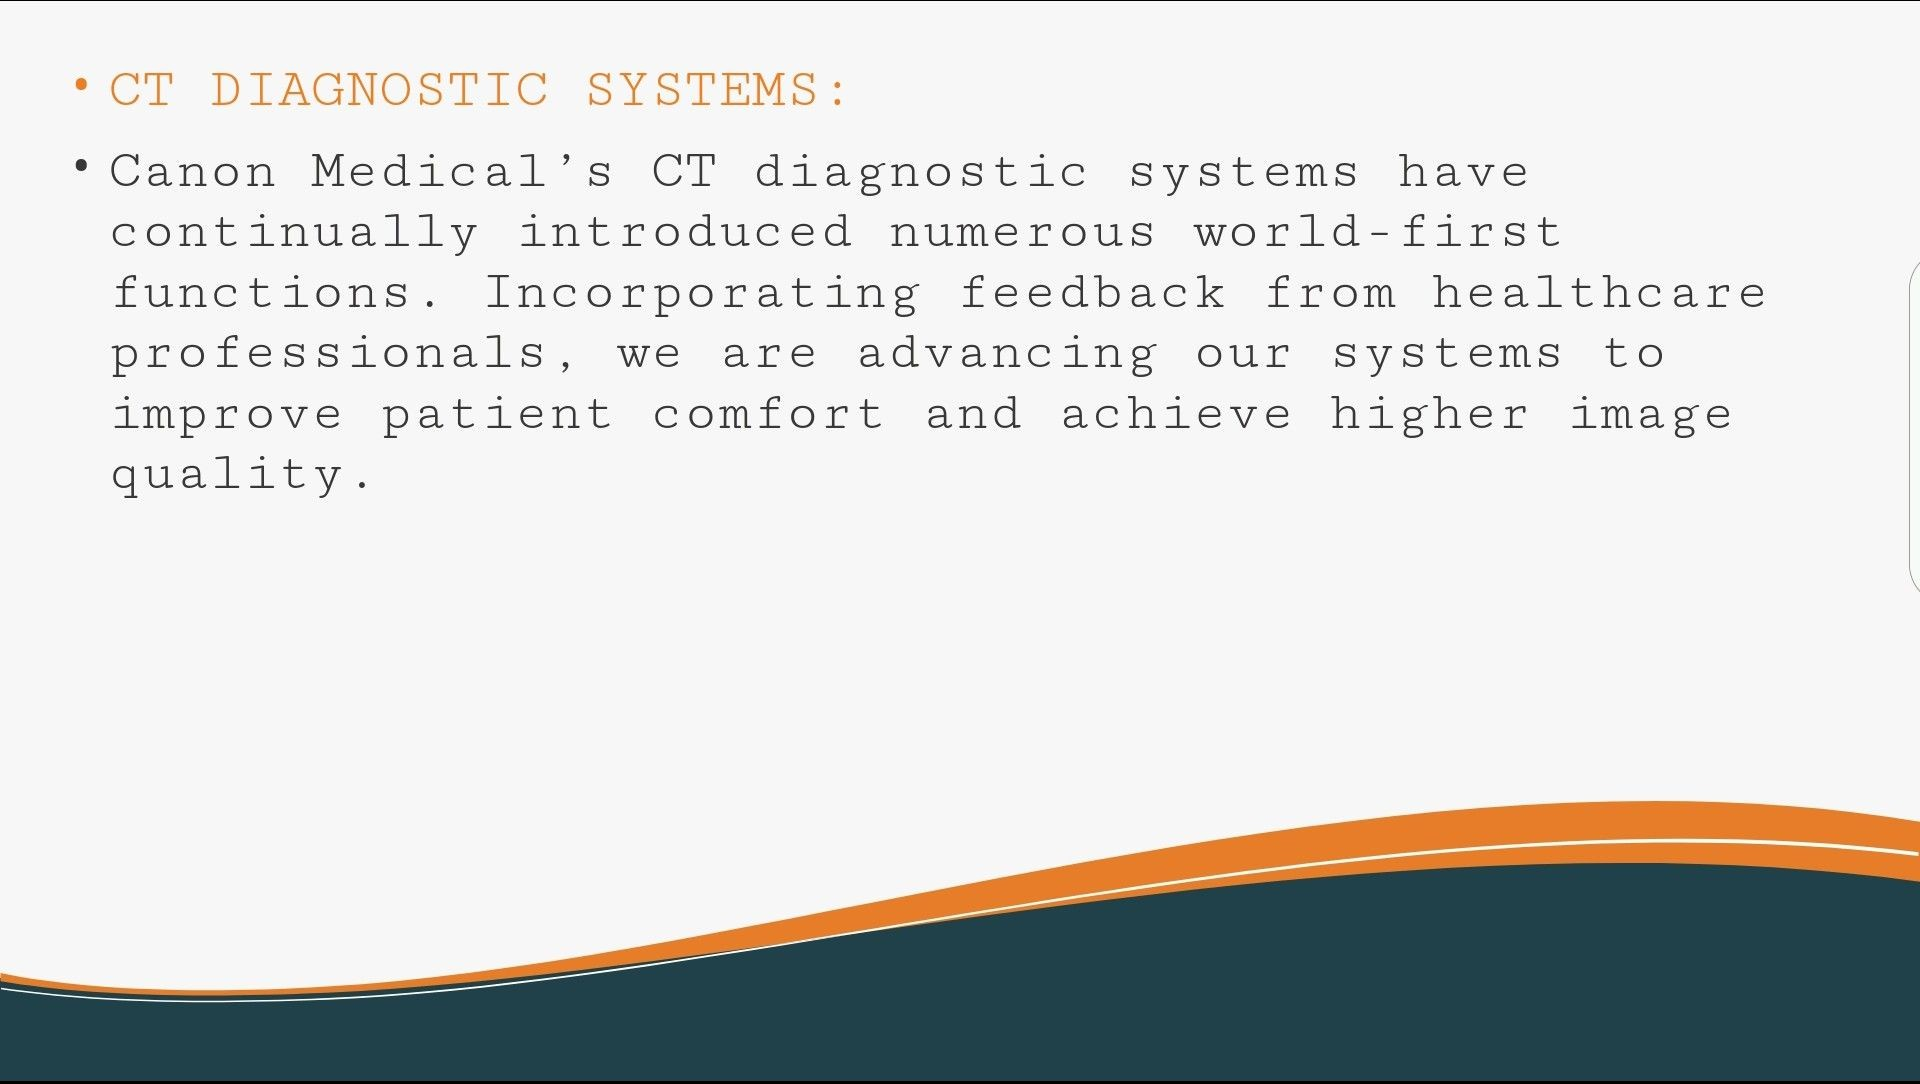 • CT DIAGNOSTIC SYSTEMS:
• Canon Medical’s CT diagnostic systems have
continually introduced numerous world-first
functions. Incorporating feedback from healthcare
professionals, we are advancing our systems to
improve patient comfort and achieve higher image
quality.